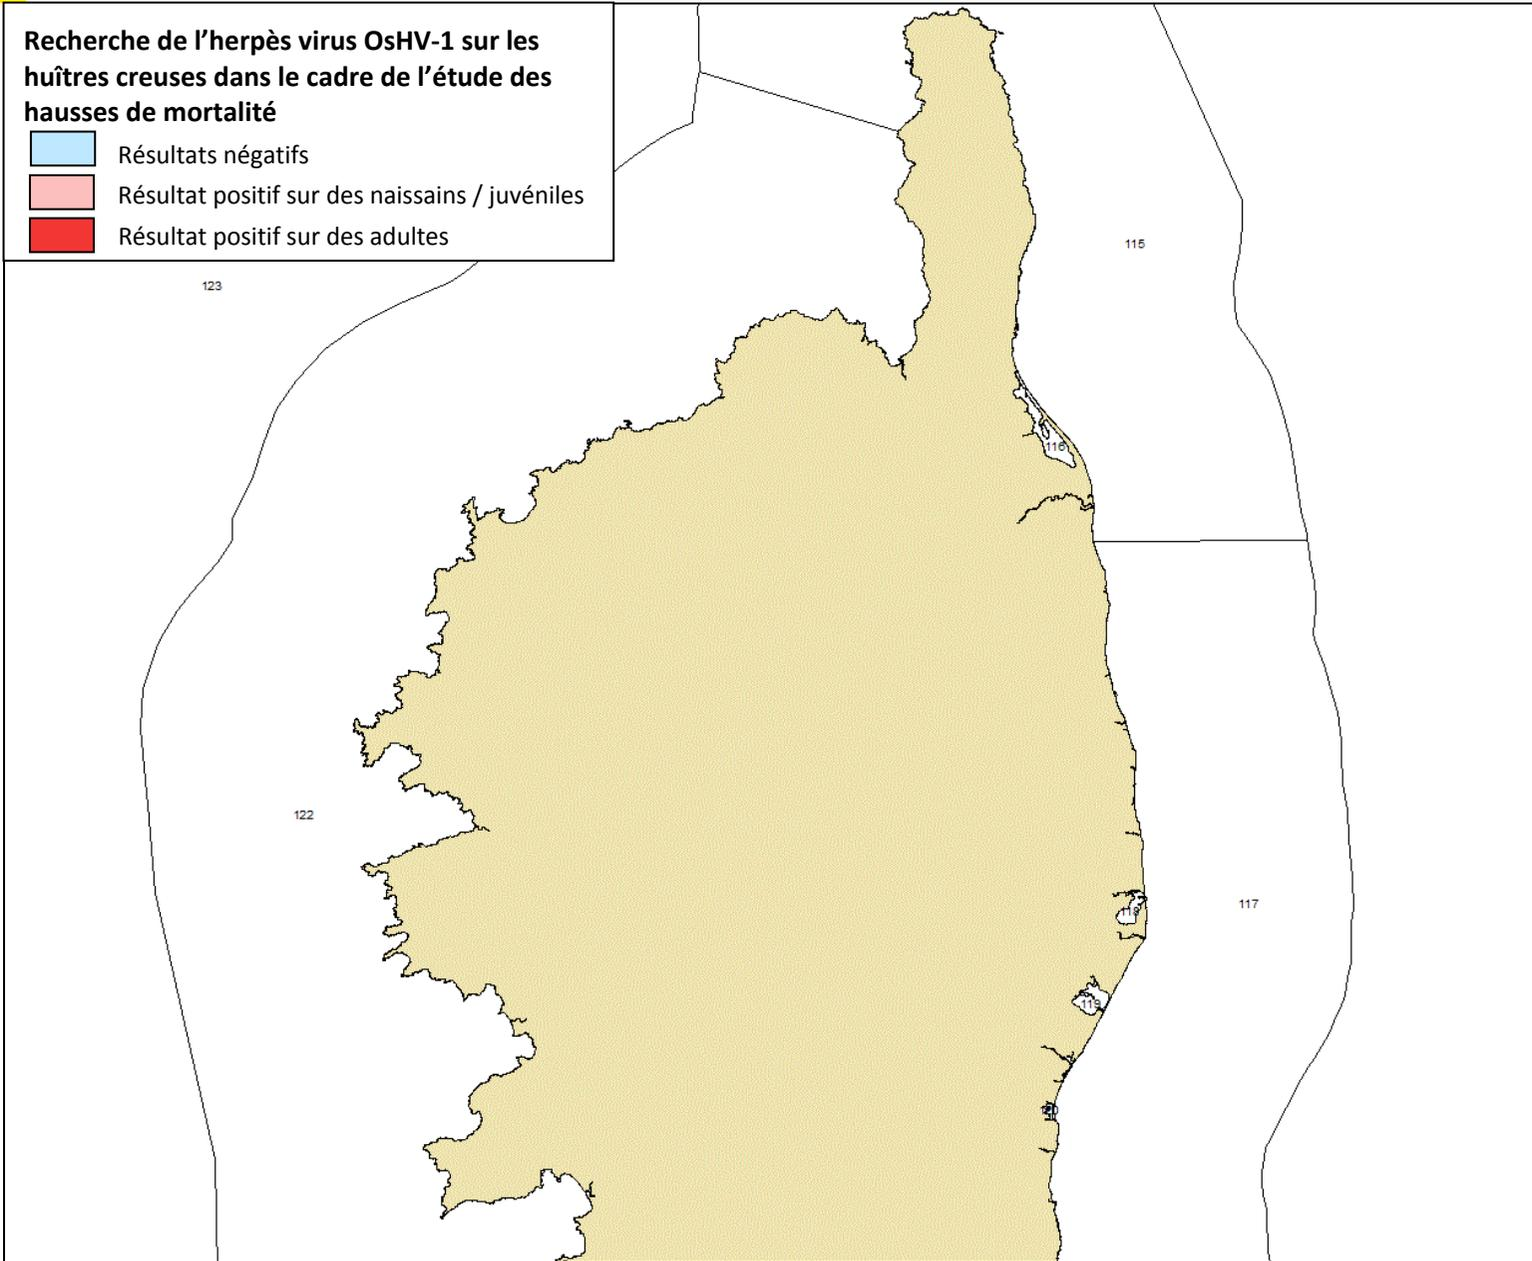 Recherche de l’herpès virus OsHV-1 sur les
huîtres creuses dans le cadre de l’étude des
hausses de mortalité
Résultats négatifs
Résultat positif sur des naissains / juvéniles
Résultat positif sur des adultes
115
123
116
122
117
118
119